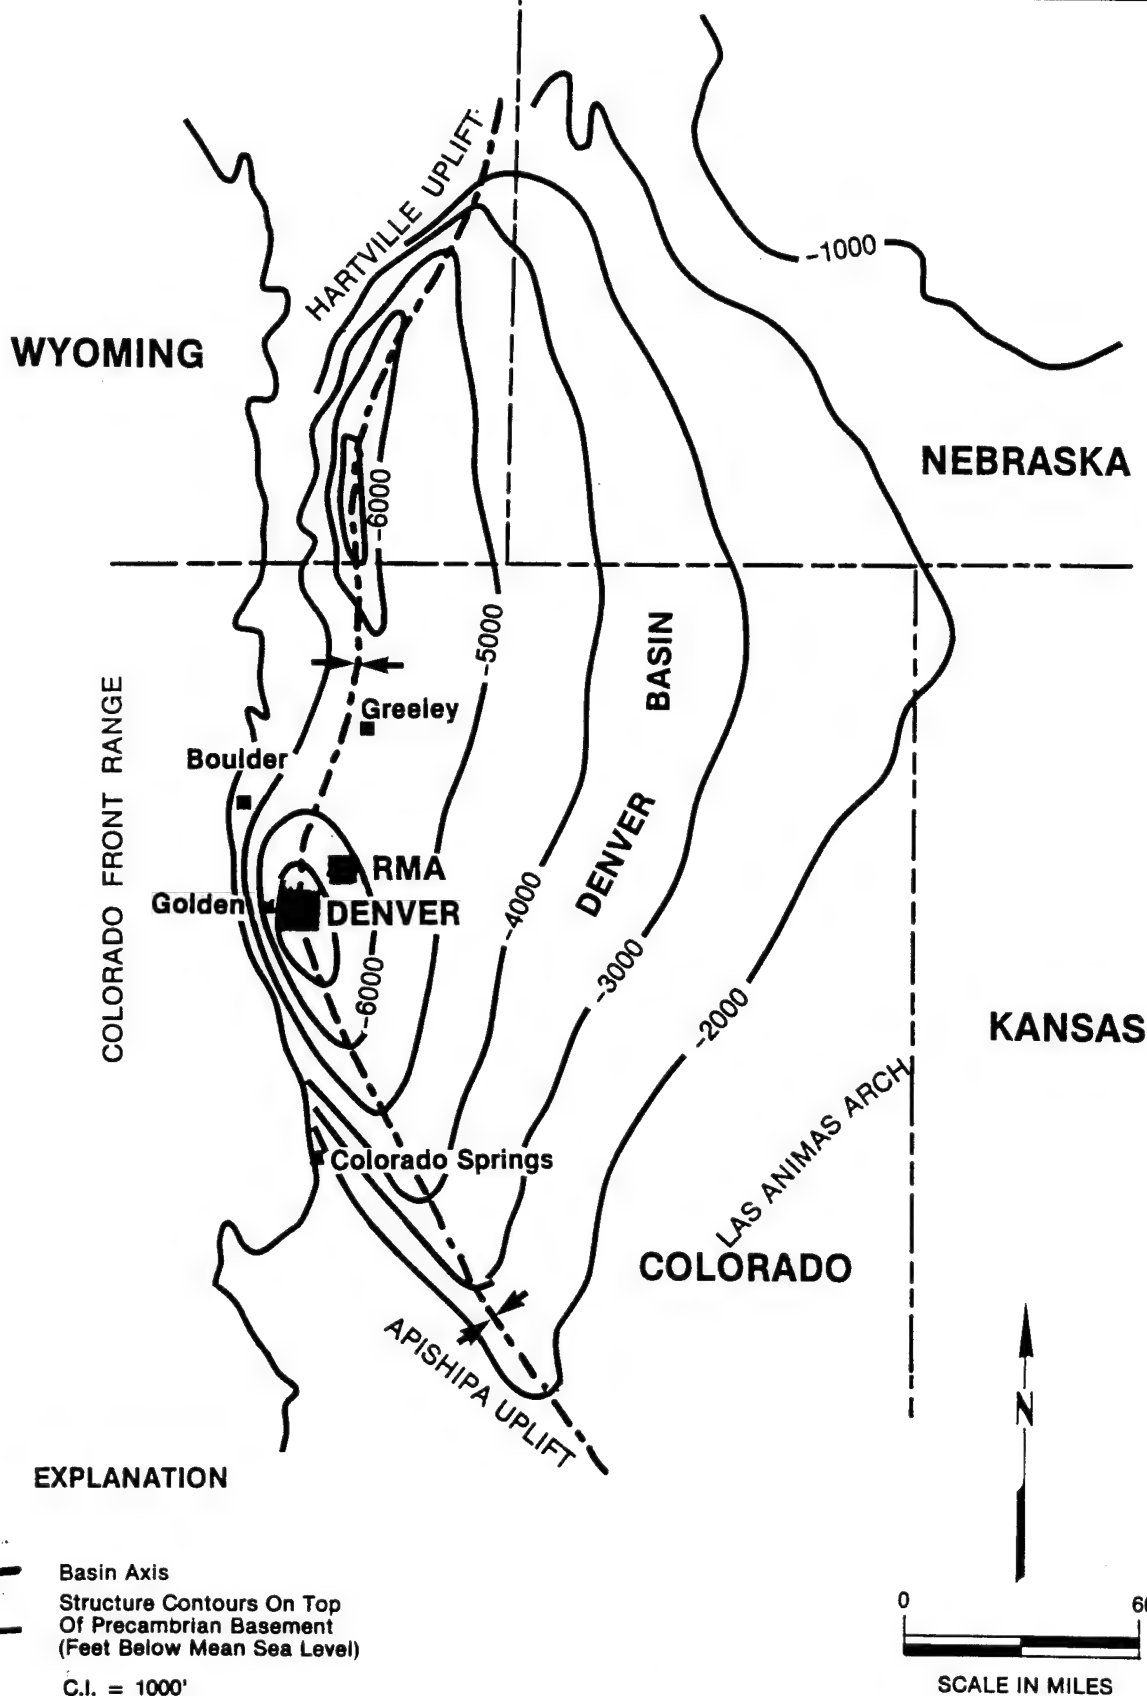 HARTVILLE UPLIFT
-1000
WYOMING
NEBRASKA
-6000
-5000
BASIN
COLORADO FRONT RANGE
Greeley
Boulder
RMA
Golden
DENVER
DENVER
-4000
-3000
-6000
-2000
KANSAS
LAS ANIMAS ARCH
Colorado Springs
COLORADO
APISHIPA UPLIFT
N
EXPLANATION
Basin Axis
Structure Contours On Top
Of Precambrian Basement
(Feet Below Mean Sea Level)
C.I. = 1000'
0
SCALE IN MILES